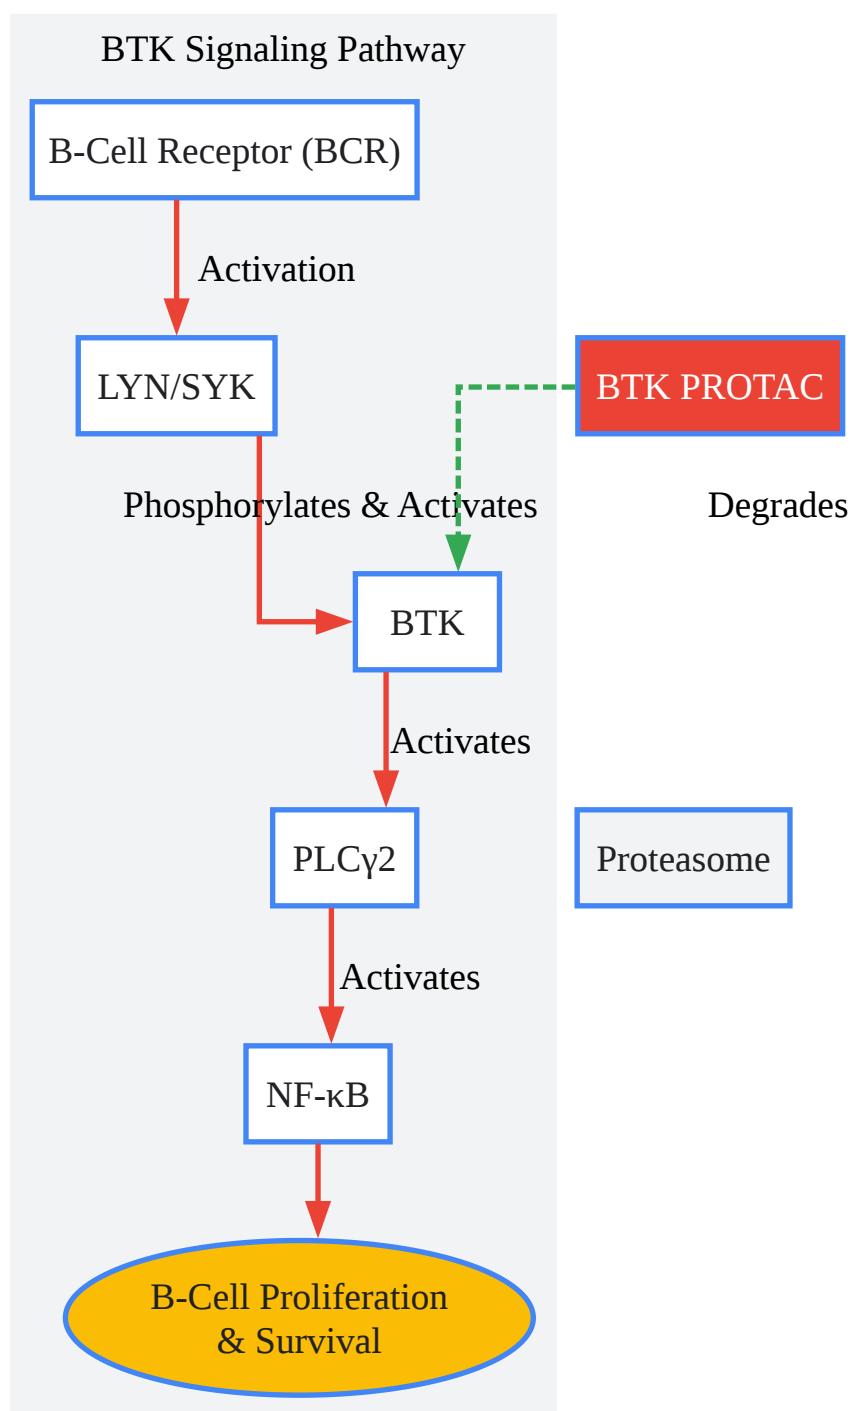 BTK Signaling Pathway
B-Cell Receptor (BCR)
Activation
LYN/SYK
BTK PROTAC
Phosphorylates & Activates
Degrades
BTK
Activates
PLCγ2
Proteasome
Activates
NF-κB
B-Cell Proliferation
& Survival